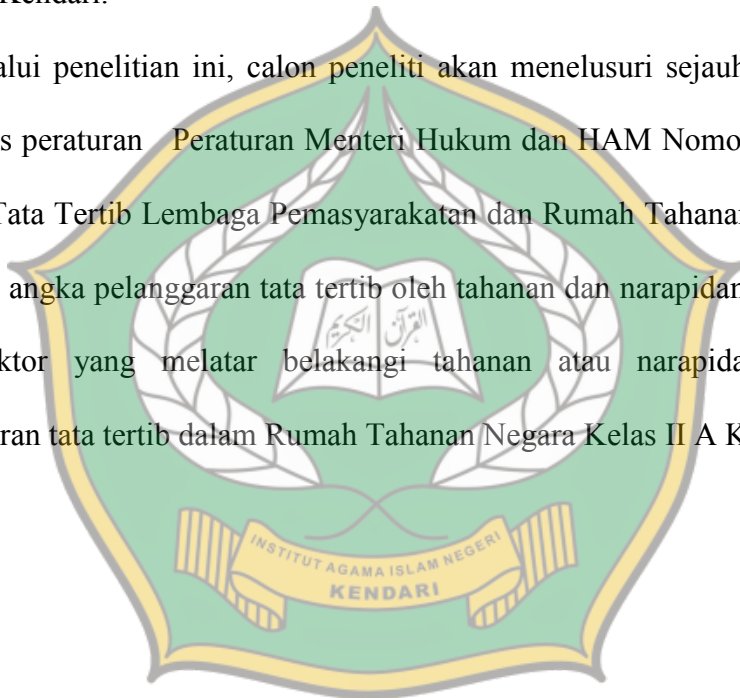 Kendari.
alui penelitian ini, calon peneliti akan menelusuri sejauh
s peraturan Peraturan Menteri Hukum dan HAM Nomo
Tata Tertib Lembaga Pemasyarakatan dan Rumah Tahanan
angka pelanggaran tata tertib oleh tahanan dan narapidan
القرآن الكريم
ktor yang melatar belakangi tahanan atau narapida
ran tata tertib dalam Rumah Tahanan Negara Kelas II A K
INSTITUT AGAMA ISLAM NEGERI
KENDARI